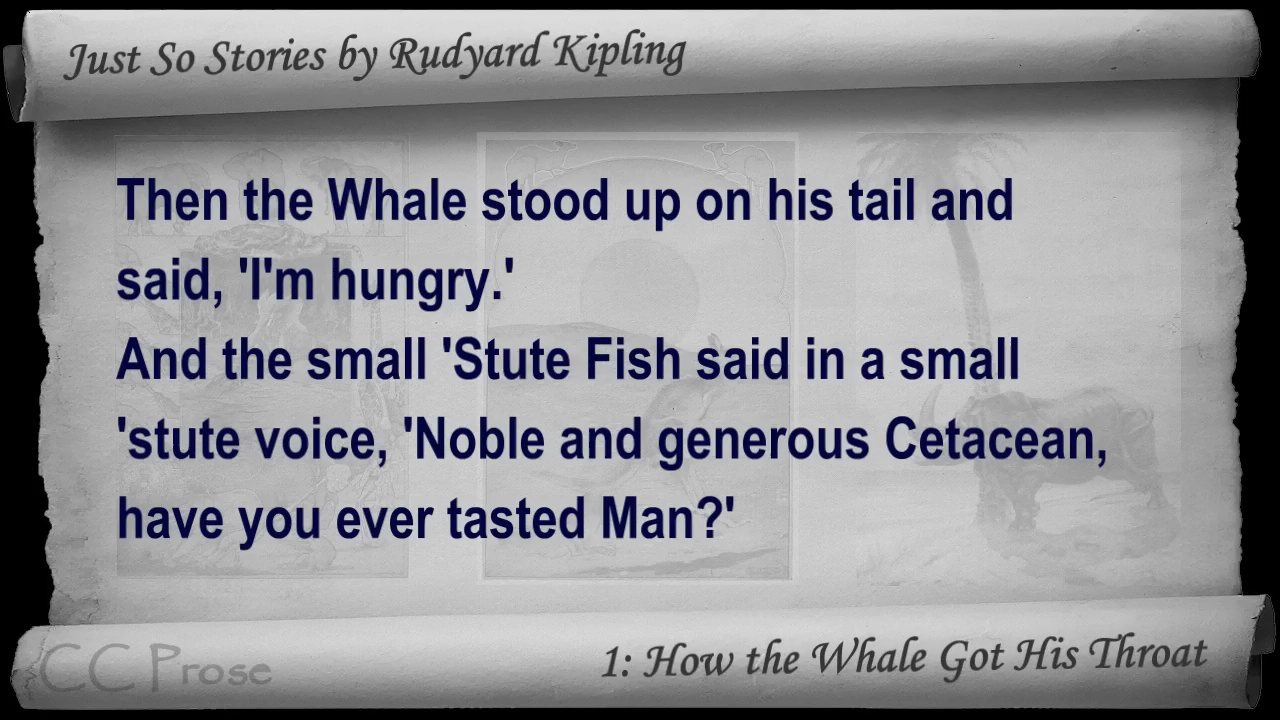 Just So Stories by Rudyard Kipling
Then the Whale stood up on his tail and
said, 'I'm hungry.'
And the small 'Stute Fish said in a small
'stute voice, 'Noble and generous Cetacean,
have you ever tasted Man?'
CC Prose
1: How the Whale Got His Throat